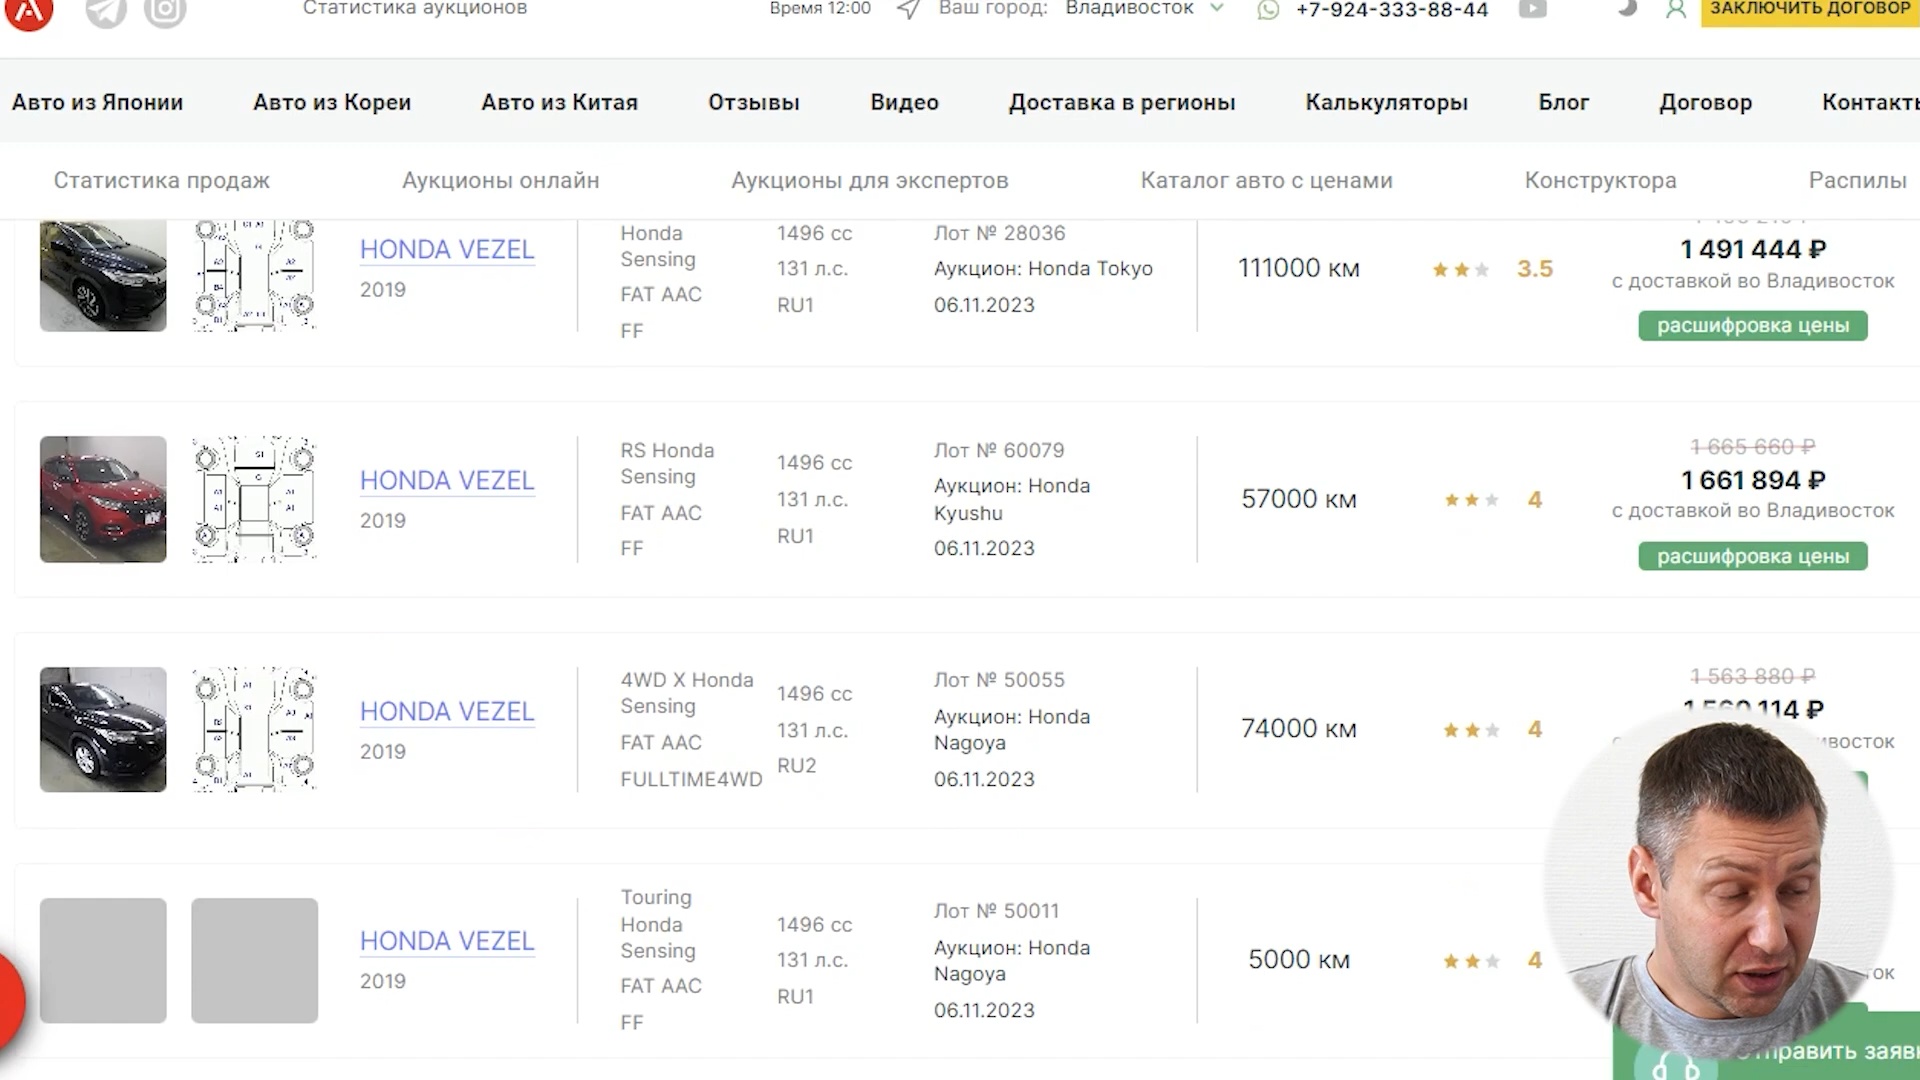 Статистика аукционов
Время 12:00
Ваш город: Владивосток
+7-924-333-88-44
ЗАКЛЮЧИТЬ ДОГОВОР
Авто из Японии
Авто из Кореи
Авто из Китая
Отзывы
Видео
Доставка в регионы
Калькуляторы
Блог
Договор
Контакты
Статистика продаж
Аукционы онлайн
Аукционы для экспертов
Каталог авто с ценами
Конструктора
Распилы
HONDA VEZEL
2019
Honda
Sensing
FAT AAC
FF
1496 cc
131 л.с.
RU1
Лот № 28036
Аукцион: Honda Tokyo
06.11.2023
111000 км
3.5
1 491 444 ₽
с доставкой во Владивосток
расшифровка цены
HONDA VEZEL
2019
RS Honda
Sensing
FAT AAC
FF
1496 cc
131 л.с.
RU1
Лот № 60079
Аукцион: Honda
Kyushu
06.11.2023
57000 км
4
1 665 660 ₽
1 661 894 ₽
с доставкой во Владивосток
расшифровка цены
HONDA VEZEL
2019
4WD X Honda
Sensing
FAT AAC
FULLTIME4WD
1496 cc
131 л.с.
RU2
Лот № 50055
Аукцион: Honda
Nagoya
06.11.2023
74000 км
4
1 563 880 ₽
1 560 114 ₽
HONDA VEZEL
2019
Touring
Honda
Sensing
FAT AAC
FF
1496 cc
131 л.с.
RU1
Лот № 50011
Аукцион: Honda
Nagoya
06.11.2023
5000 км
4